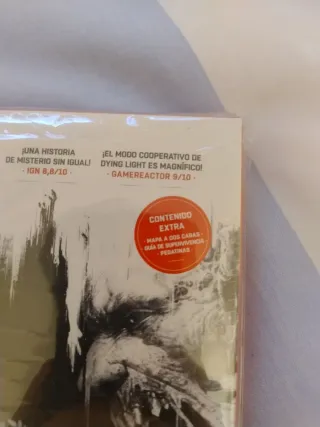 ¡UNA HISTORIA
DE MISTERIO SIN IGUAL!
· IGN 8,8/10 ·
¡EL MODO COOPERATIVO DE
DYING LIGHT ES MAGNÍFICO!
· GAMEREACTOR 9/10 ·
CONTENIDO
EXTRA
· MAPA A DOS CARAS ·
· GUÍA DE SUPERVIVENCIA ·
· PEGATINAS ·